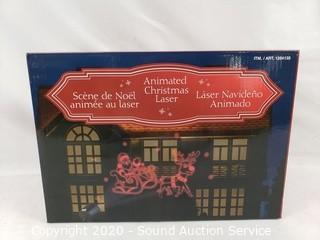 ITM. / ART. 1284135
Scène de Noël
animée au laser
Animated
Christmas
Laser
Láser Navideño
Animado
Copyright 2020 - Sound Auction Service